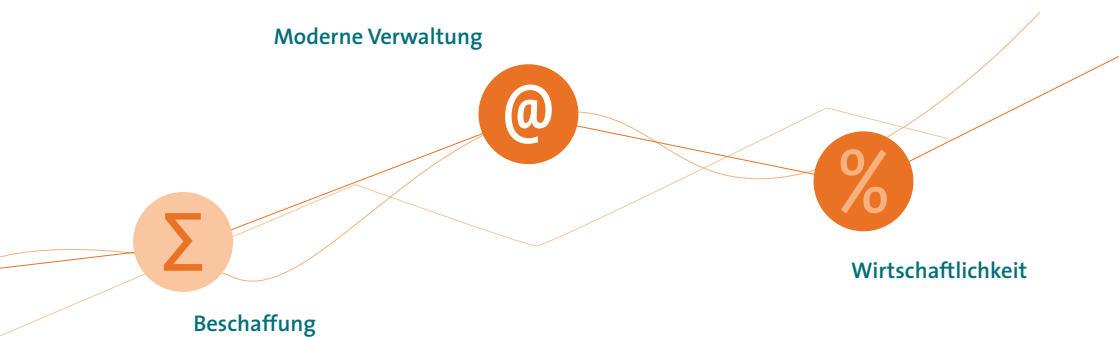 Moderne Verwaltung
@
%
Σ
Wirtschaftlichkeit
Beschaffung